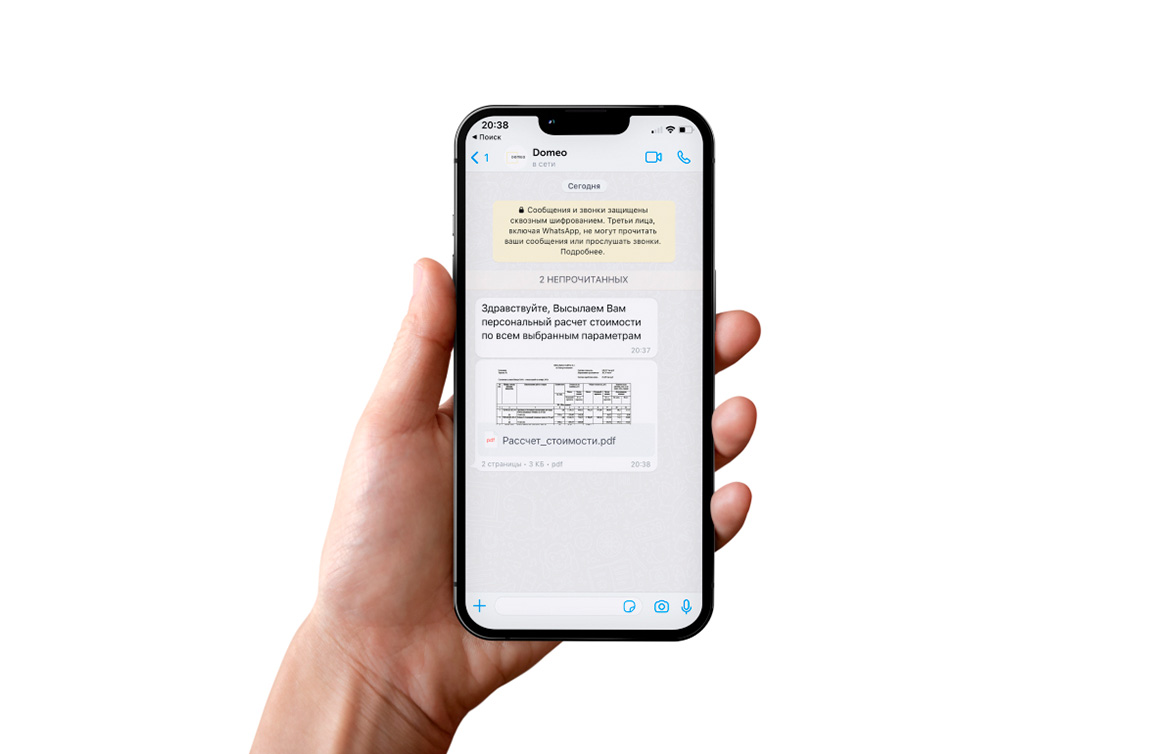 20:38
Поиск
1
Domeo
Domeo
в сети
Сегодня
Сообщения и звонки защищены
сквозным шифрованием. Третьи лица,
включая WhatsApp, не могут прочитать
ваши сообщения или прослушать звонки.
Подробнее.
2 НЕПРОЧИТАННЫХ
Здравствуйте, Высылаем Вам
персональный расчет стоимости
по всем выбранным параметрам
20:37
pdf
Рассчет_стоимости.pdf
2 страницы • 3 КБ • pdf
20:38